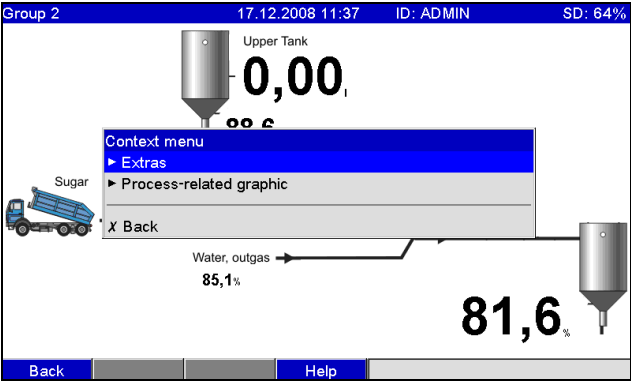 Group 2 17.12.2008 11:37 ID: ADMIN SD: 64%
Upper Tank
0,00 l
Context menu
► Extras
► Process-related graphic
✗ Back
Sugar
Water, outgas
85,1%
81,6%
Back Help